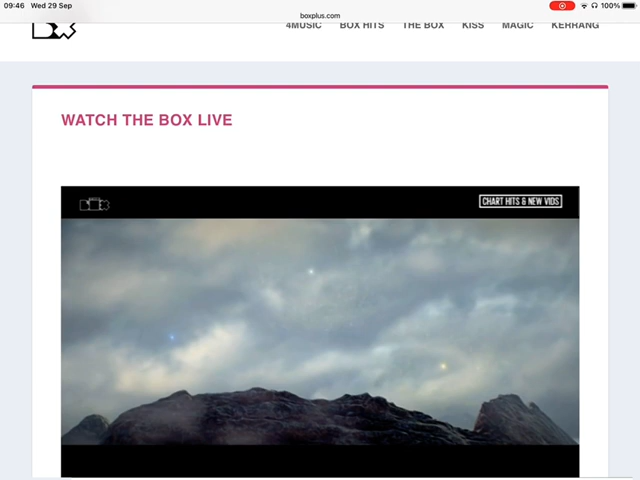 09:46 Wed 29 Sep
100%
boxplus.com
4MUSIC BOX HITS THE BOX KISS MAGIC KERRANG
WATCH THE BOX LIVE
CHART HITS & NEW VIDS